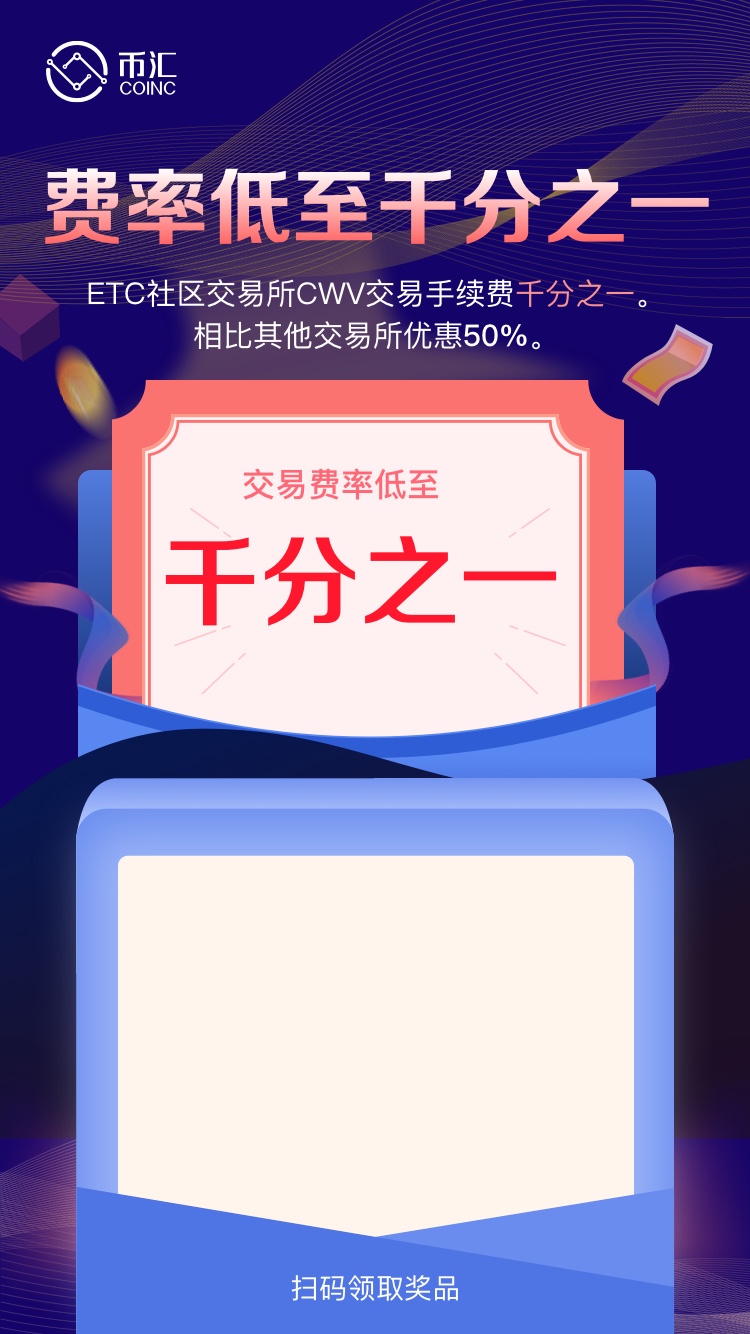 币汇
COINC
费率低至千分之一
ETC社区交易所CWV交易手续费千分之一。
相比其他交易所优惠50%。
交易费率低至
千分之一
扫码领取奖品